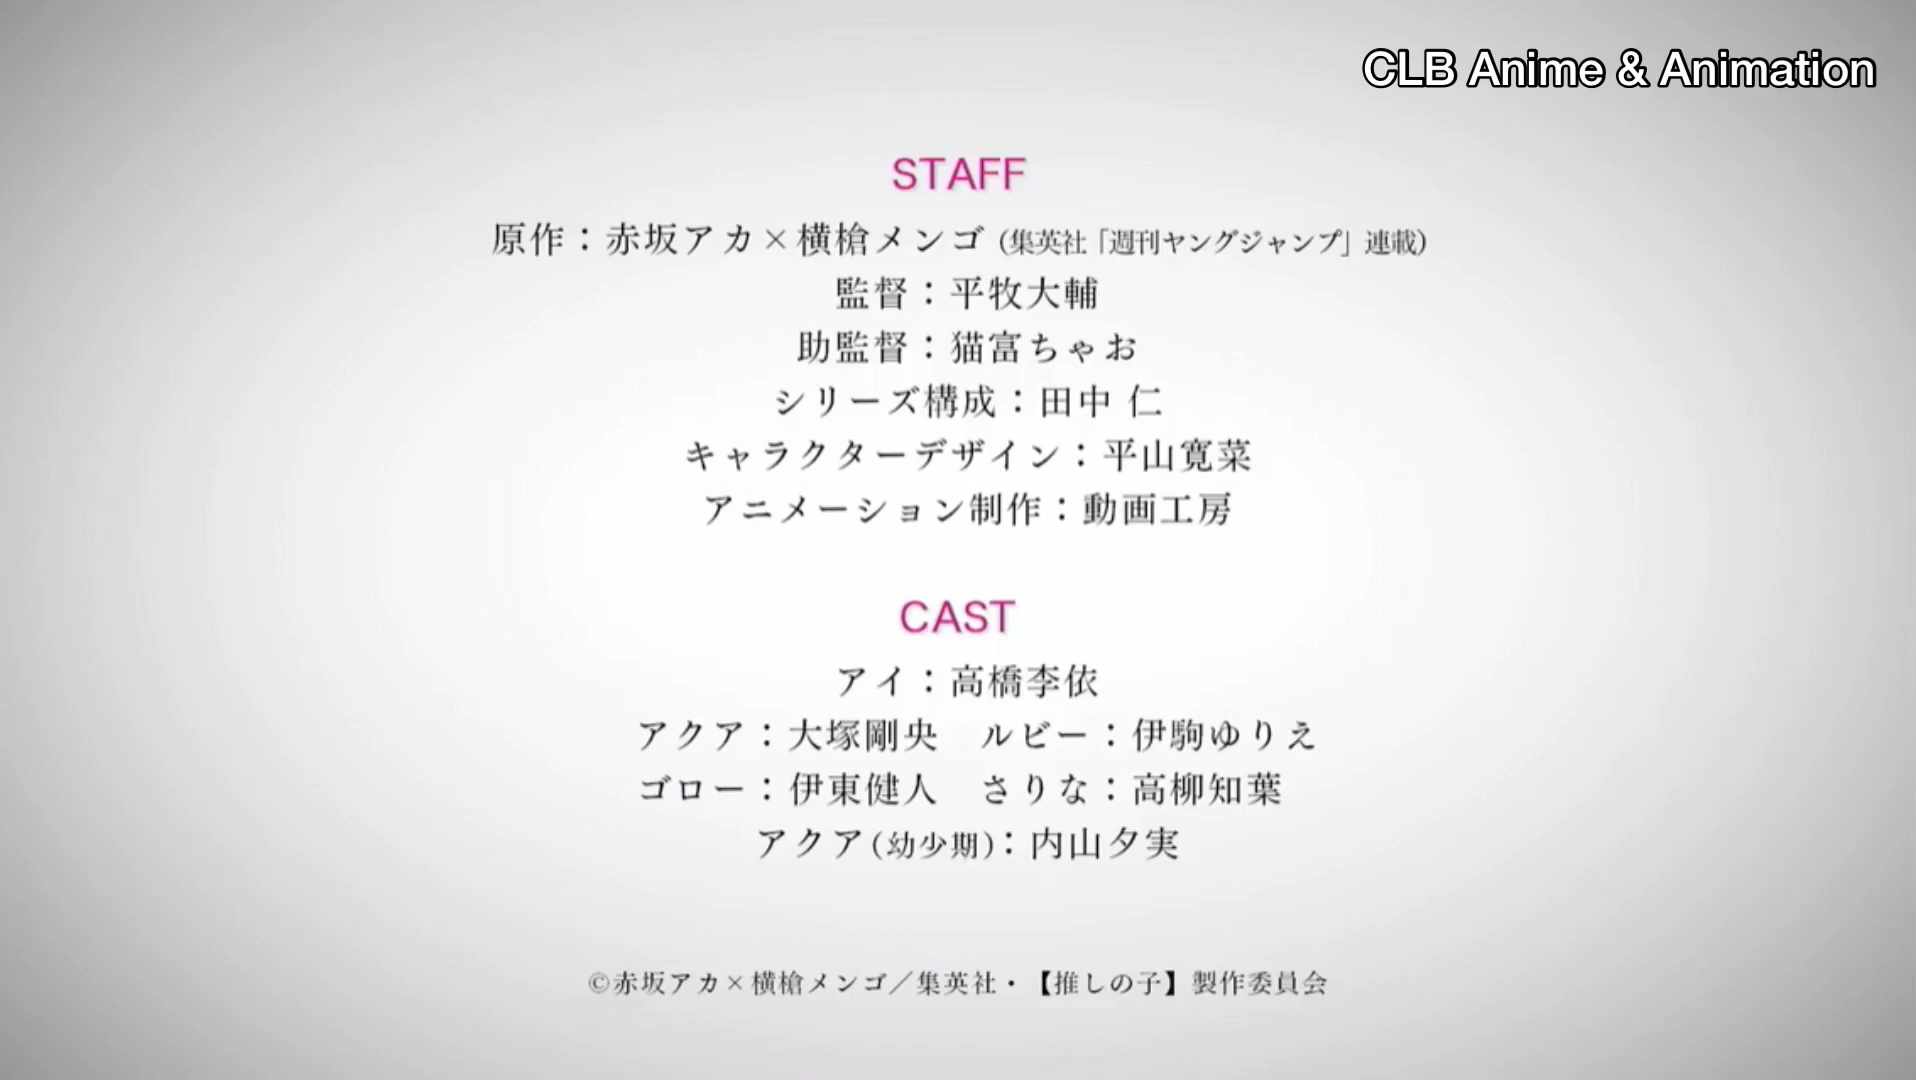 CLB Anime & Animation
STAFF
原作：赤坂アカ×横槍メンゴ（集英社「週刊ヤングジャンプ」連載）
監督：平牧大輔
助監督：猫富ちゃお
シリーズ構成：田中 仁
キャラクターデザイン：平山寛菜
アニメーション制作：動画工房
CAST
アイ：高橋李依
アクア：大塚剛央　ルビー：伊駒ゆりえ
ゴロー：伊東健人　さりな：高柳知葉
アクア（幼少期）：内山夕実
©赤坂アカ×横槍メンゴ／集英社・【推しの子】製作委員会